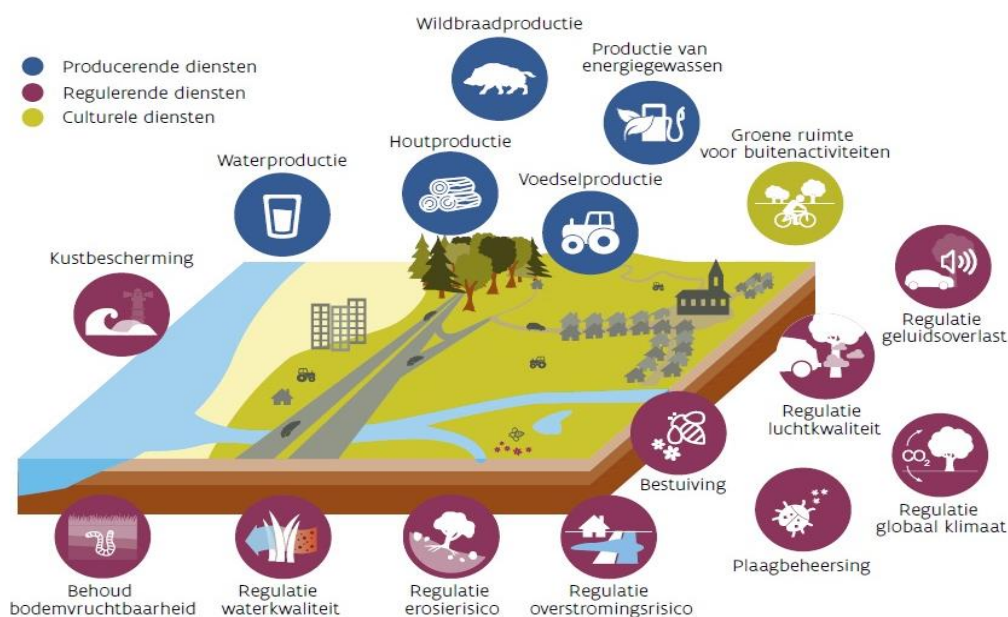 Wildbraadproductie
Productie van
energiegewassen
Producerende diensten
Regulerende diensten
Culturele diensten
Houtproductie
Groene ruimte
voor buitenactiviteiten
Waterproductie
Voedselproductie
Kustbescherming
Regulatie
geluidsoverlast
Regulatie
luchtkwaliteit
Bestuiving
CO2
Regulatie
globaal klimaat
Plaagbeheersing
Behoud
bodemvruchtbaarheid
Regulatie
waterkwaliteit
Regulatie
erosierisico
Regulatie
overstromingsrisico